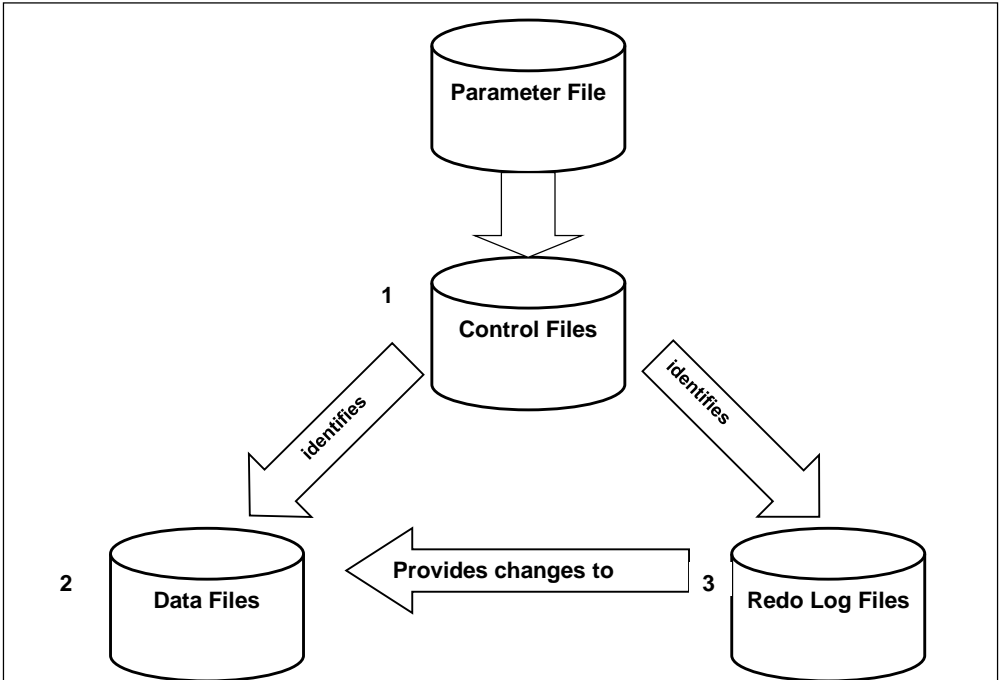 Parameter File
1
Control Files
identifies
identifies
Provides changes to
2
3
Data Files
Redo Log Files